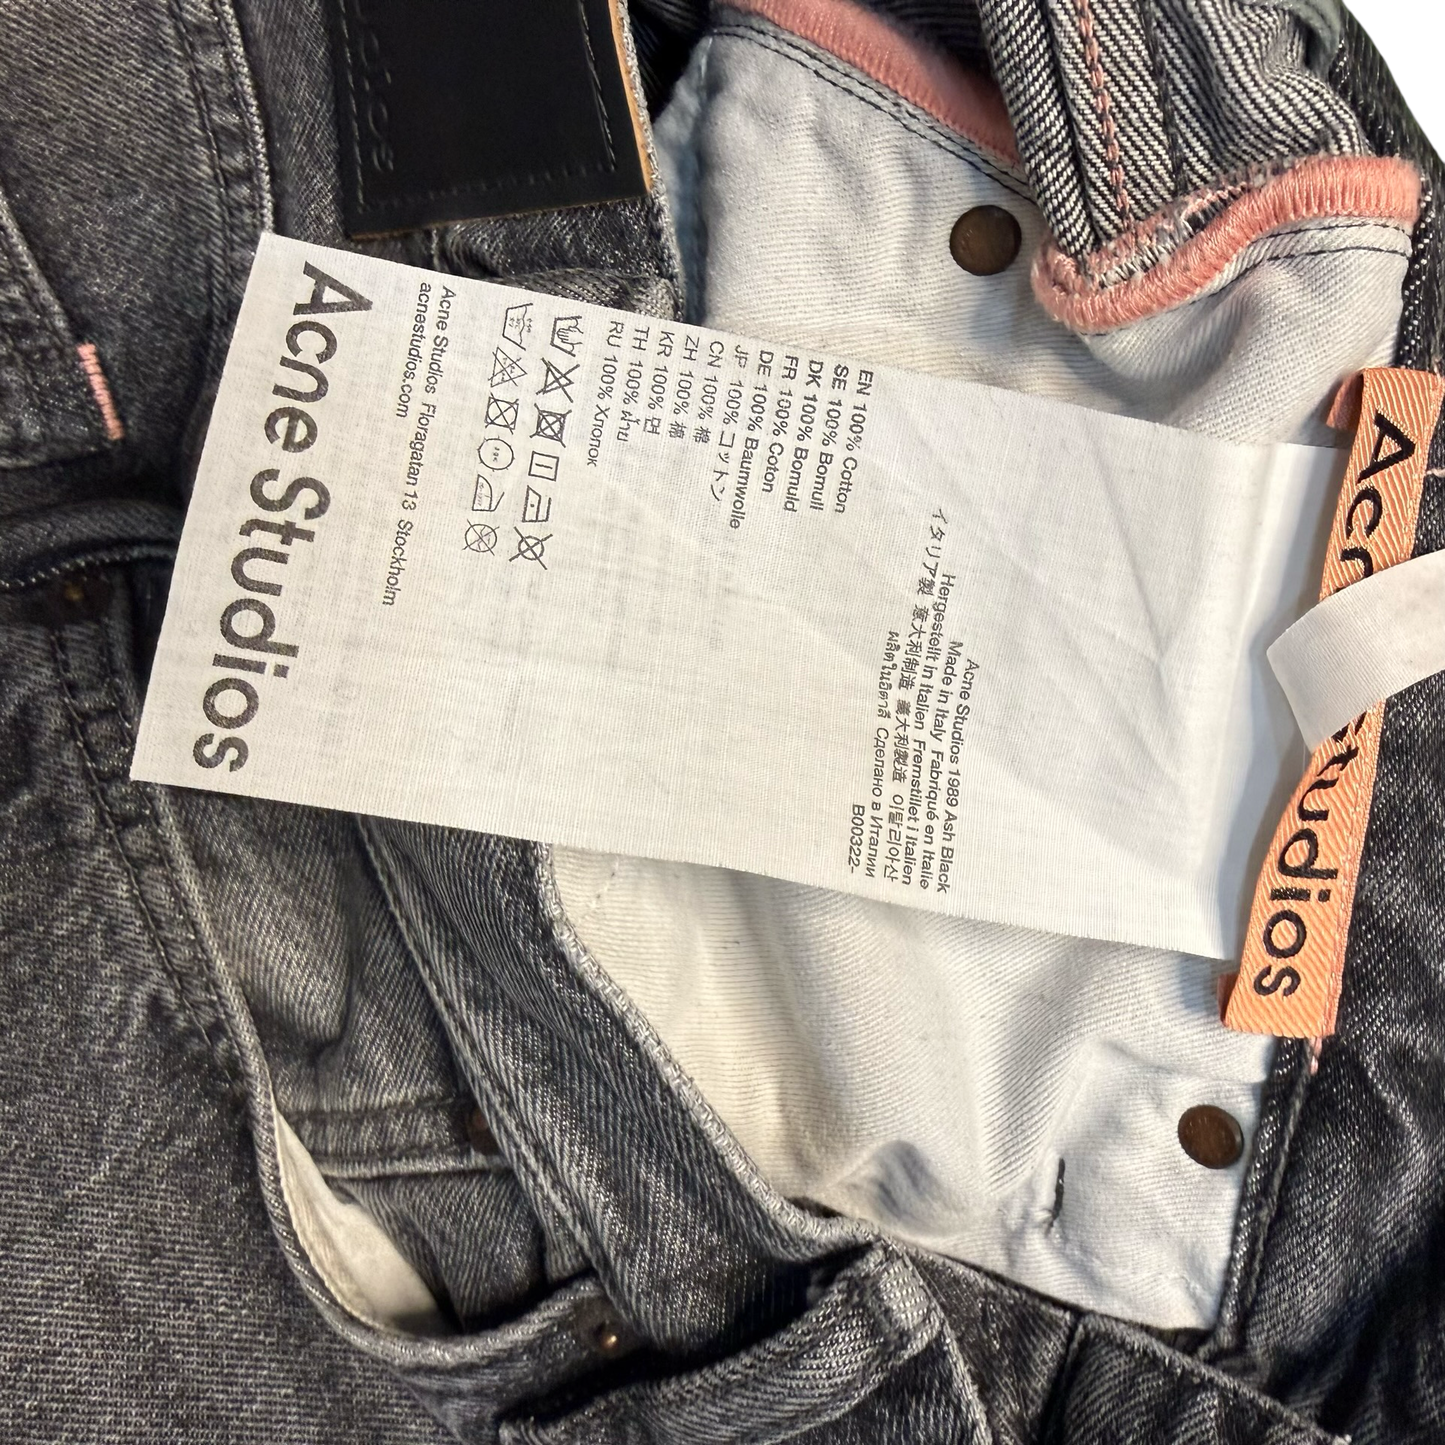 Acne Studios 1989 Ash Black
Made in Italy Fabriqué en Italie
Hergestellt in Italien Fremstillet i Italien
イタリア製 意大利制造 義大利製造 이탈리아산
ผลิตในอิตาลี Сделано в Италии
B00322-
EN 100% Cotton
SE 100% Bomull
DK 100% Bomuld
FR 100% Coton
DE 100% Baumwolle
JP 100% コットン
CN 100% 棉
ZH 100% 棉
KR 100% 면
TH 100% ฝ้าย
RU 100% Хлопок
Acne Studios Floragatan 13 Stockholm
acnestudios.com
Acne Studios
Acn
studios